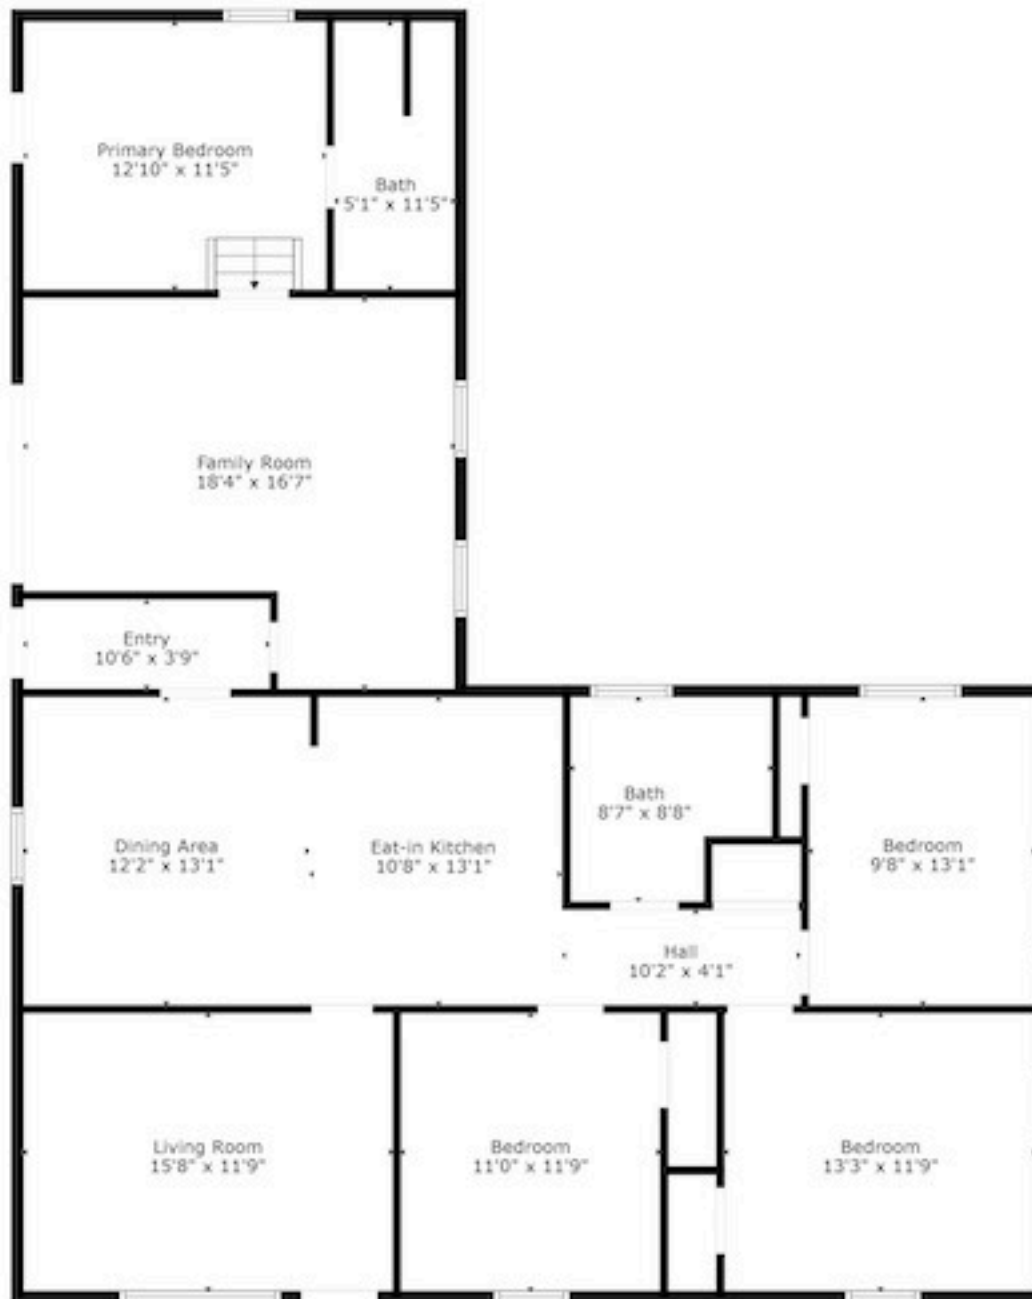 Primary Bedroom
12'10" x 11'5"
Bath
5'1" x 11'5"
Family Room
18'4" x 16'7"
Entry
10'6" x 3'9"
Dining Area
12'2" x 13'1"
Eat-in Kitchen
10'8" x 13'1"
Bath
8'7" x 8'8"
Bedroom
9'8" x 13'1"
Hall
10'2" x 4'1"
Living Room
15'8" x 11'9"
Bedroom
11'0" x 11'9"
Bedroom
13'3" x 11'9"